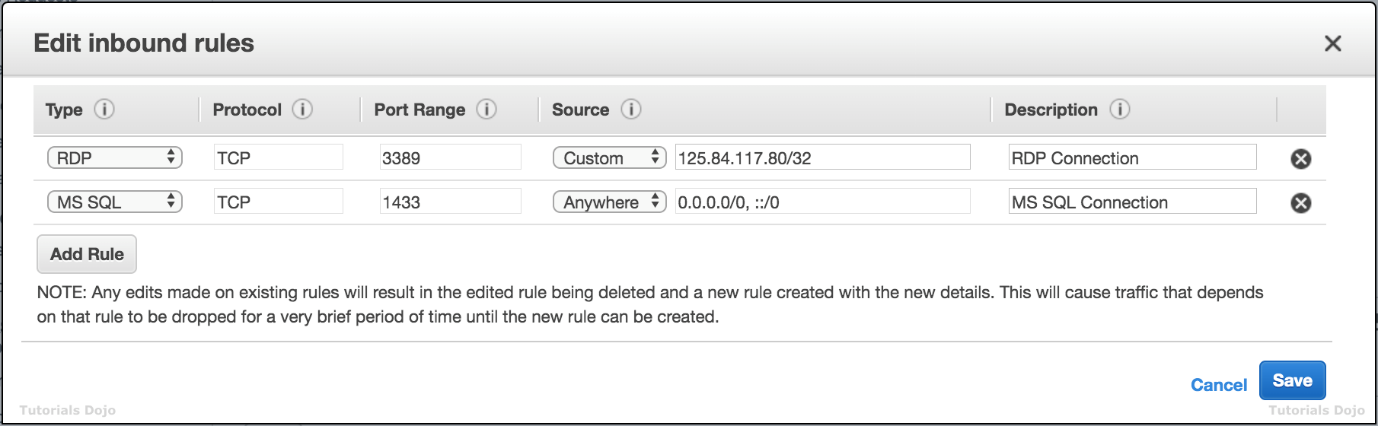 Edit inbound rules
Type Protocol Port Range Source Description
RDP TCP 3389 Custom 125.84.117.80/32 RDP Connection
MS SQL TCP 1433 Anywhere 0.0.0.0/0, ::/0 MS SQL Connection
Add Rule
NOTE: Any edits made on existing rules will result in the edited rule being deleted and a new rule created with the new details. This will cause traffic that depends
on that rule to be dropped for a very brief period of time until the new rule can be created.
Cancel Save
Tutorials Dojo Tutorials Dojo